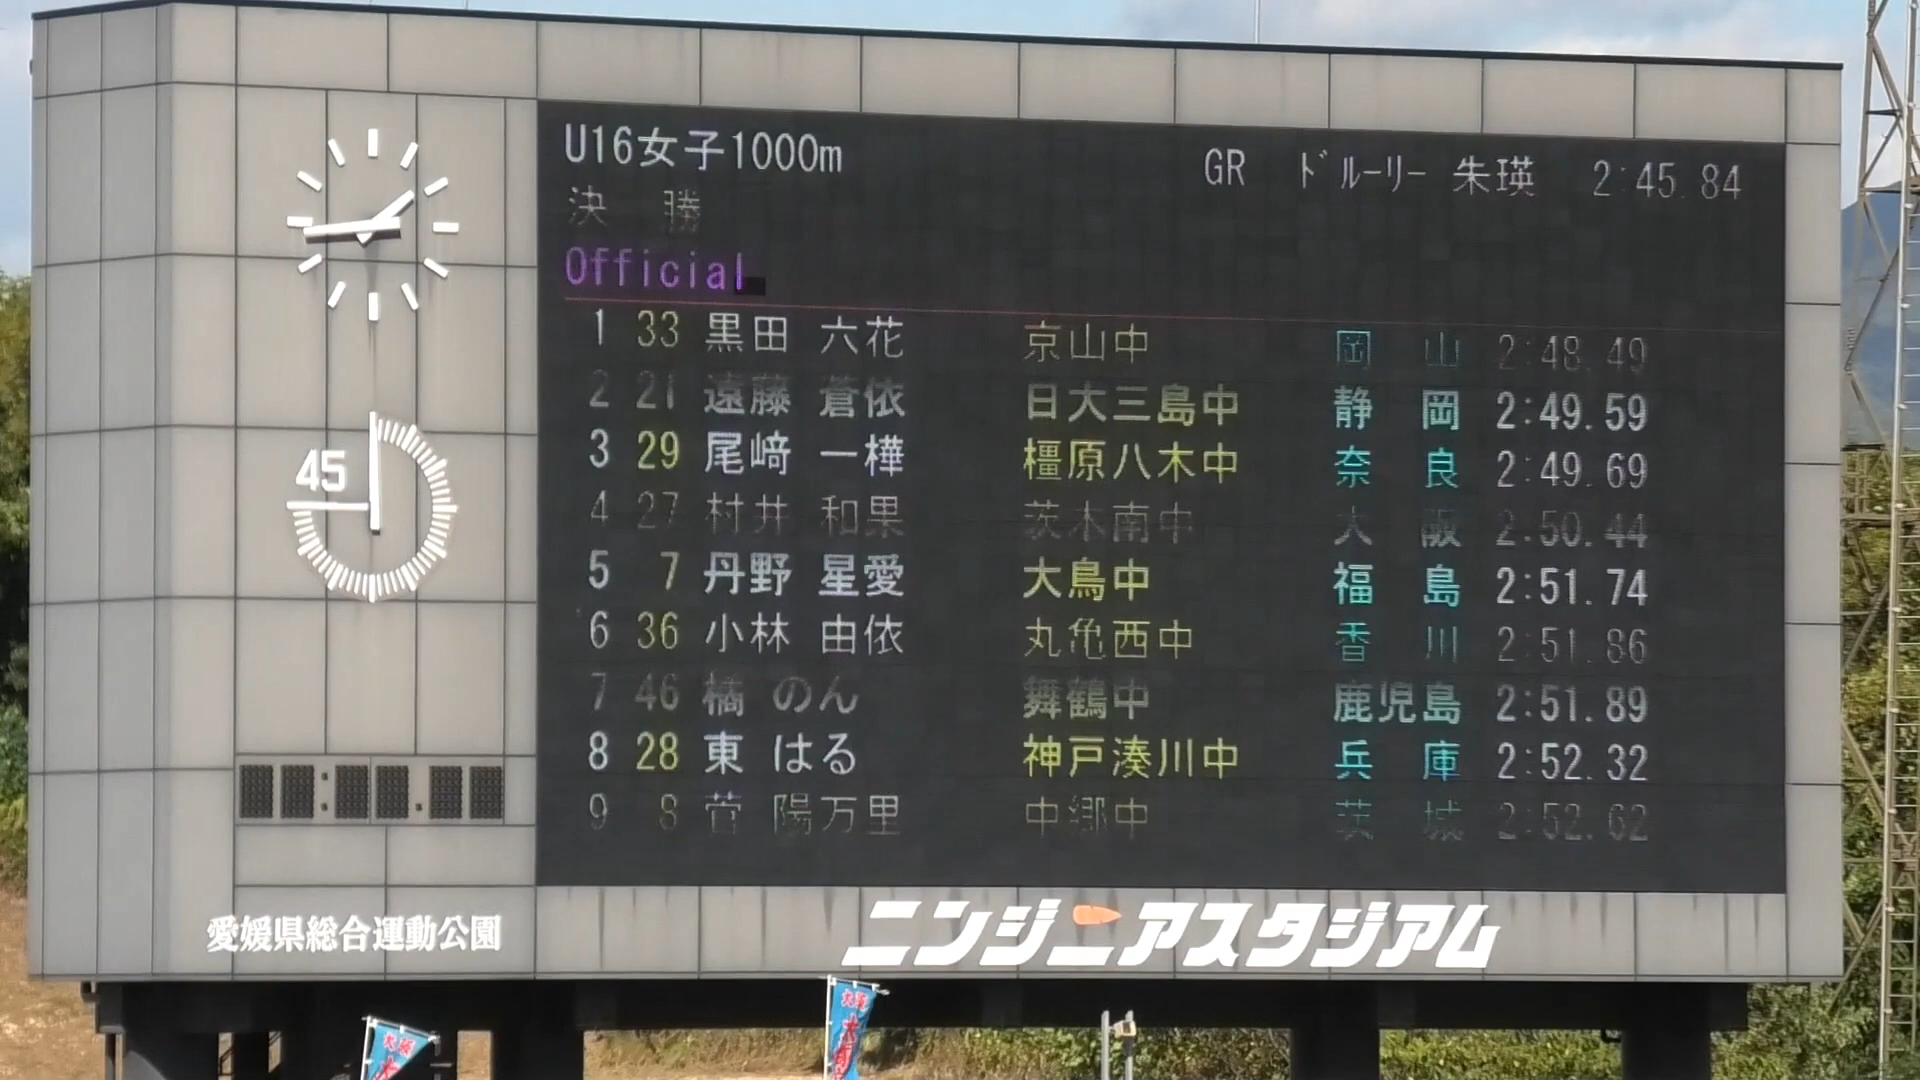 U16女子1000m GR ドルーリー 朱瑛 2:45.84
決 勝
Official
1 33 黒田 六花 京山中 岡 山 2:48.49
2 21 遠藤 蒼依 日大三島中 静 岡 2:49.59
3 29 尾﨑 一樺 橿原八木中 奈 良 2:49.69
4 27 村井 和果 茨木南中 大 阪 2:50.44
5 7 丹野 星愛 大鳥中 福 島 2:51.74
6 36 小林 由依 丸亀西中 香 川 2:51.86
7 46 橘 のん 舞鶴中 鹿児島 2:51.89
8 28 東 はる 神戸湊川中 兵 庫 2:52.32
9 8 菅 陽万里 中郷中 茨 城 2:52.62
45
愛媛県総合運動公園
ニンジニアスタジアム